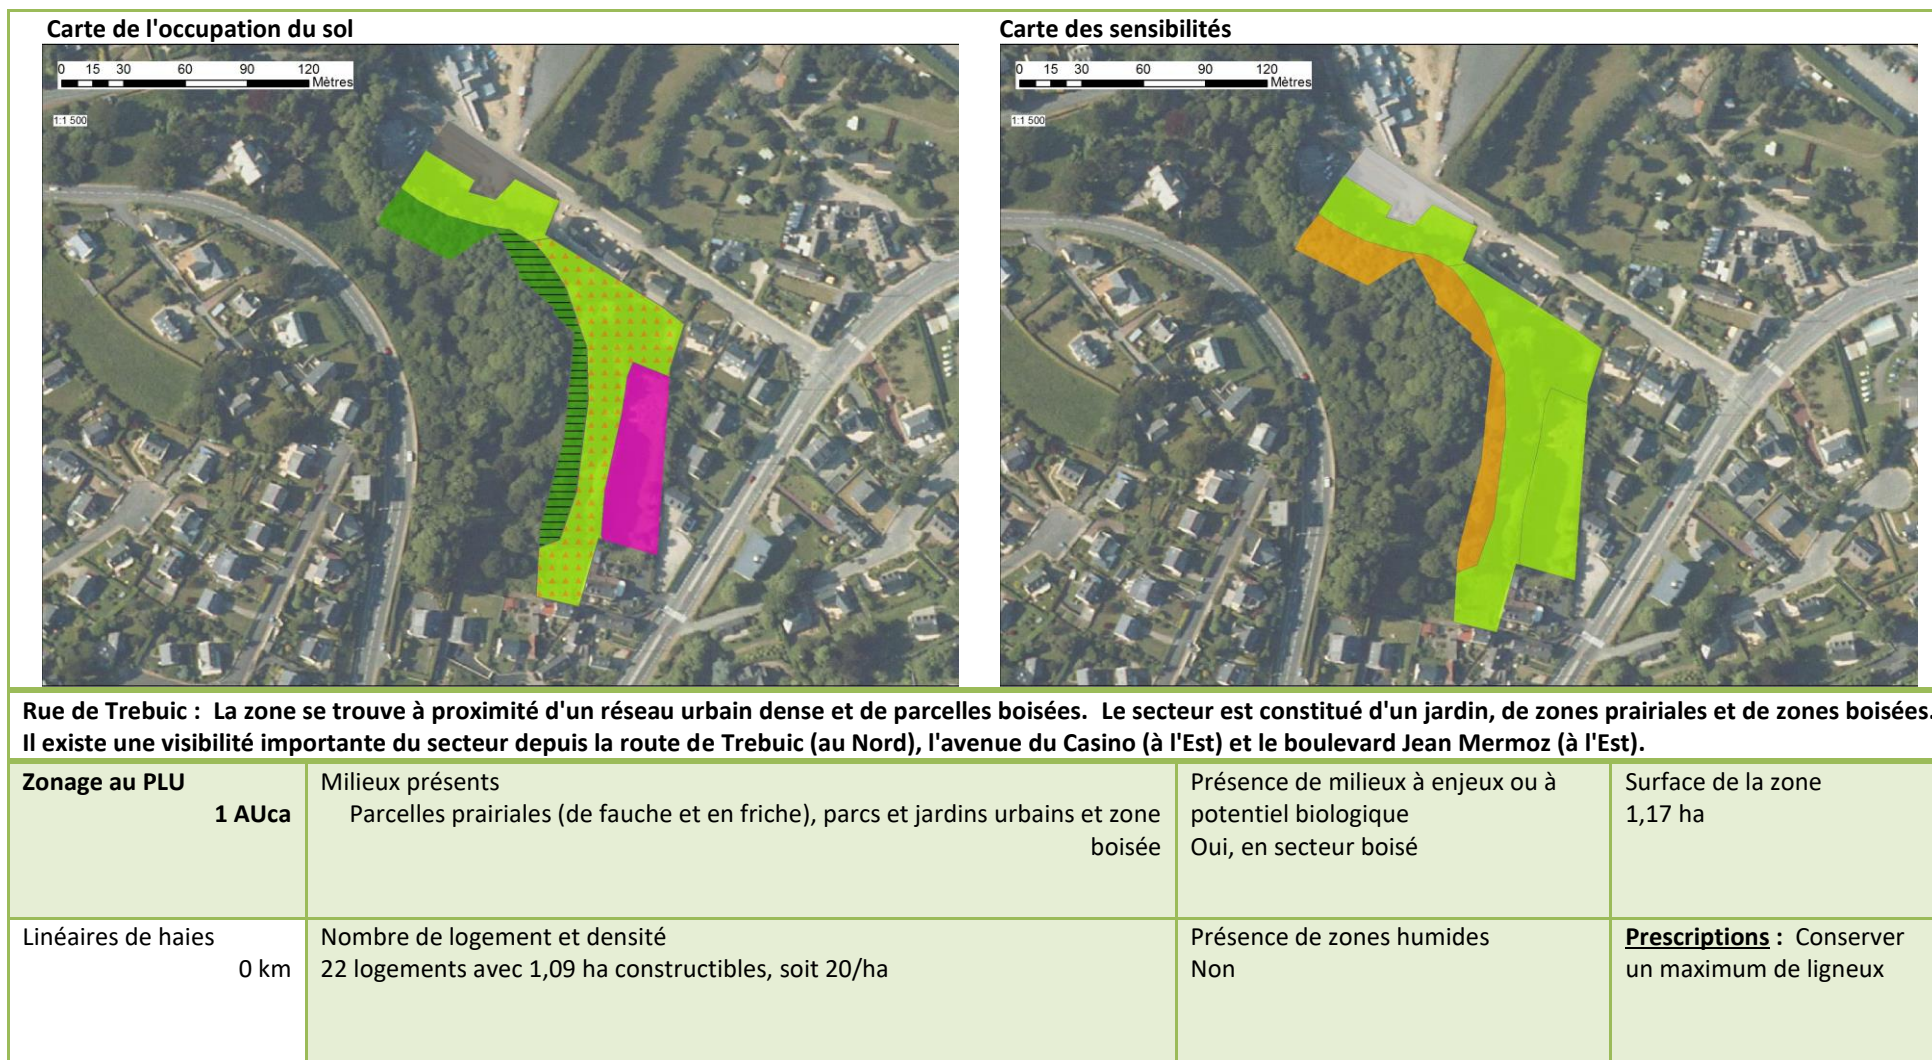 Carte de l'occupation du sol
0 15 30 60 90 120
Mètres
1:1 500
Carte des sensibilités
0 15 30 60 90 120
Mètres
1:1 500
Rue de Trebuic : La zone se trouve à proximité d'un réseau urbain dense et de parcelles boisées. Le secteur est constitué d'un jardin, de zones prairiales et de zones boisées.
Il existe une visibilité importante du secteur depuis la route de Trebuic (au Nord), l'avenue du Casino (à l'Est) et le boulevard Jean Mermoz (à l'Est).
Zonage au PLU
1 AUca
Milieux présents
Parcelles prairiales (de fauche et en friche), parcs et jardins urbains et zone
boisée
Présence de milieux à enjeux ou à
potentiel biologique
Oui, en secteur boisé
Surface de la zone
1,17 ha
Linéaires de haies
0 km
Nombre de logement et densité
22 logements avec 1,09 ha constructibles, soit 20/ha
Présence de zones humides
Non
Prescriptions : Conserver
un maximum de ligneux